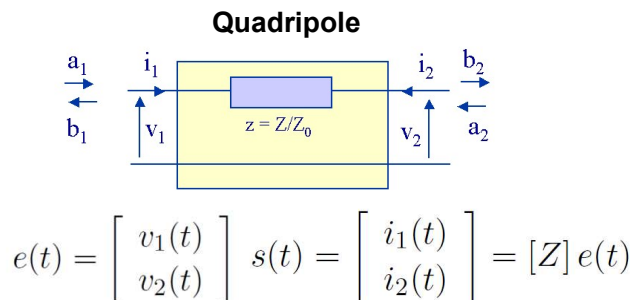 Quadripole
a₁ i₁ i₂ b₂
b₁ v₁ z = Z/Z₀ v₂ a₂
e(t) = [ v₁(t) v₂(t) ] s(t) = [ i₁(t) i₂(t) ] = [Z] e(t)